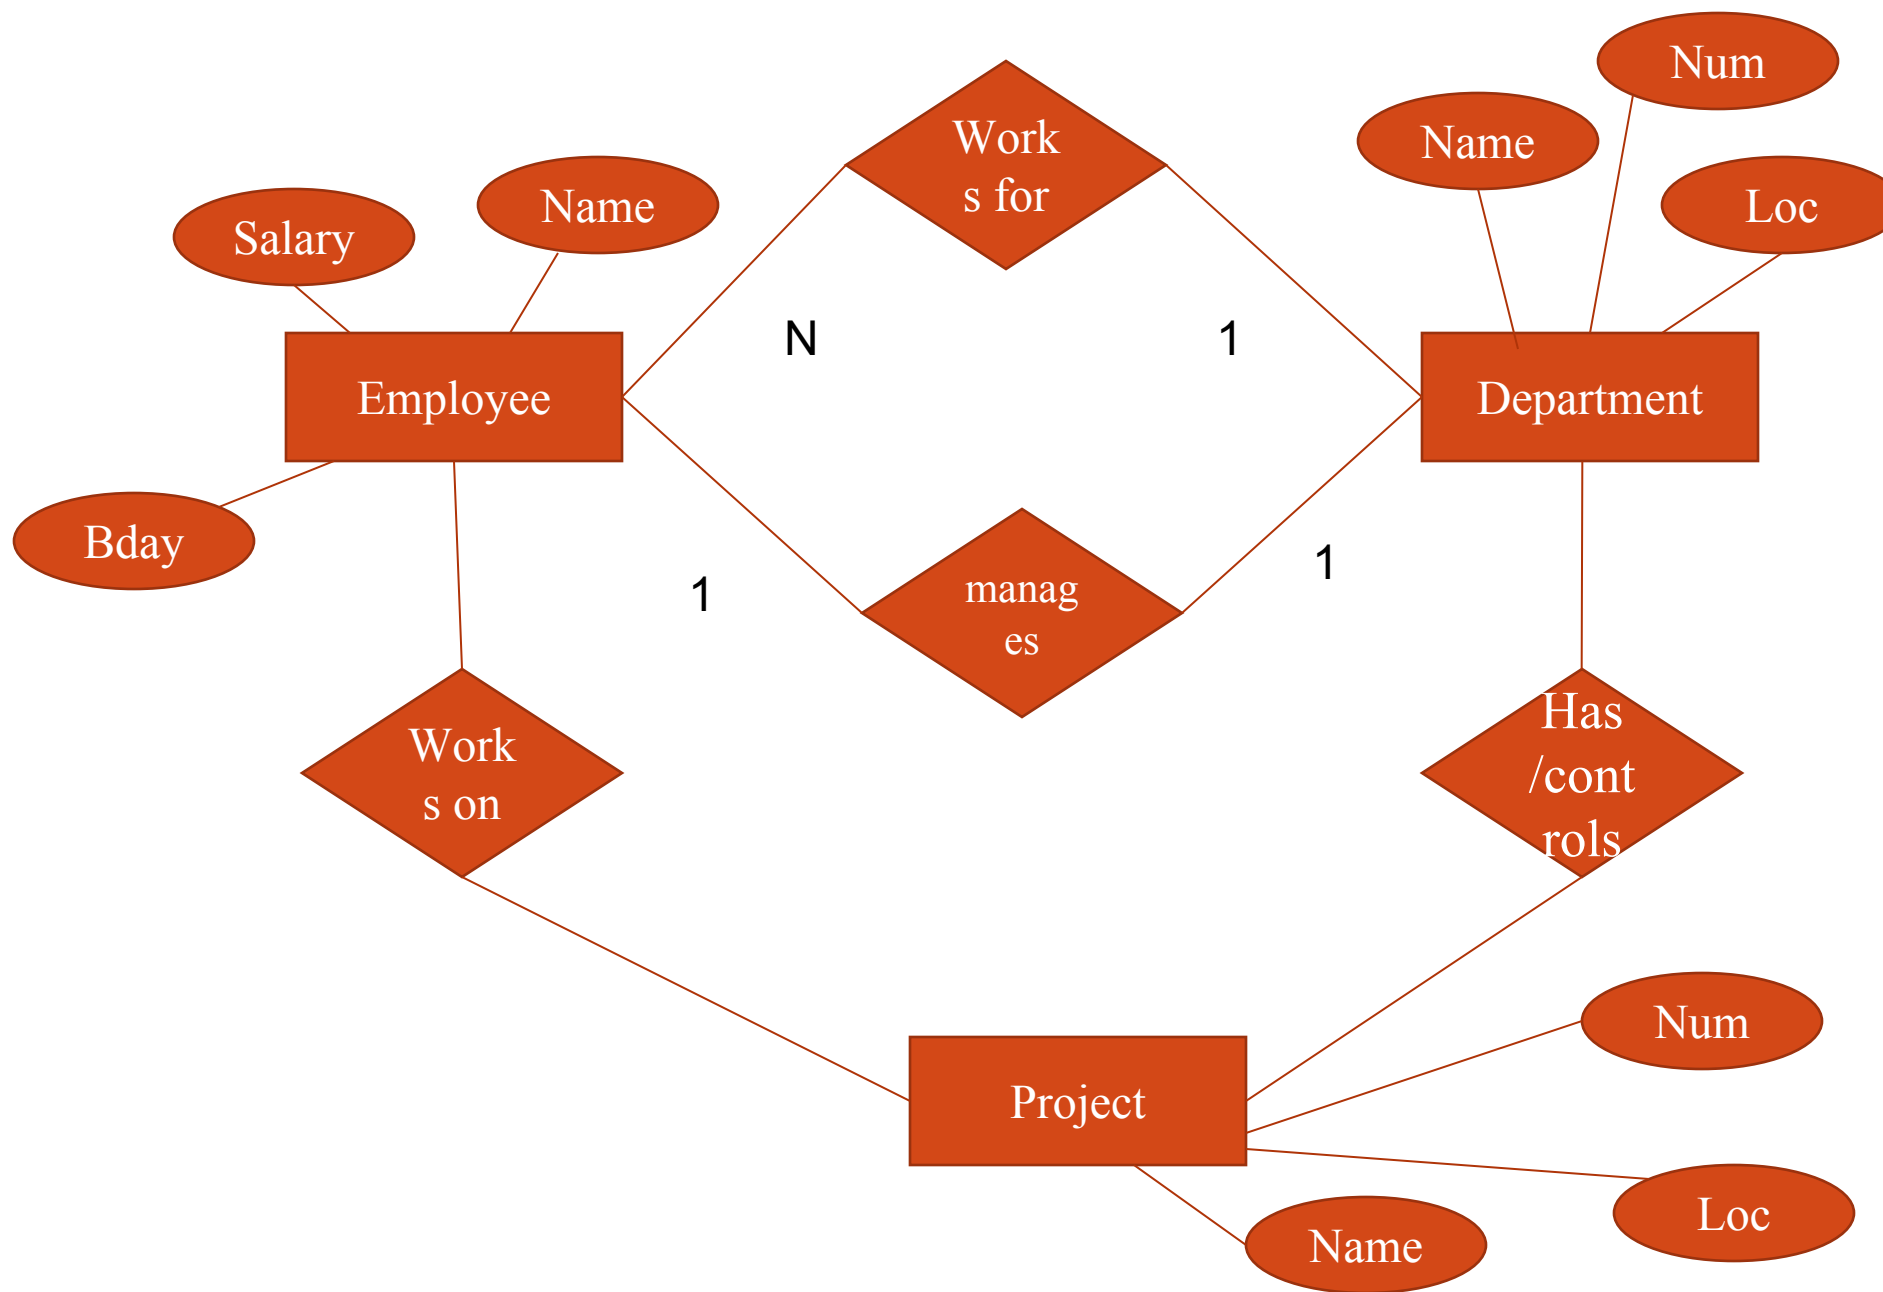 Num
Name
Work
s for
Loc
Name
Salary
N
1
Employee
Department
Bday
1
manag
es
1
Work
s on
Has
/cont
rols
Num
Project
Loc
Name